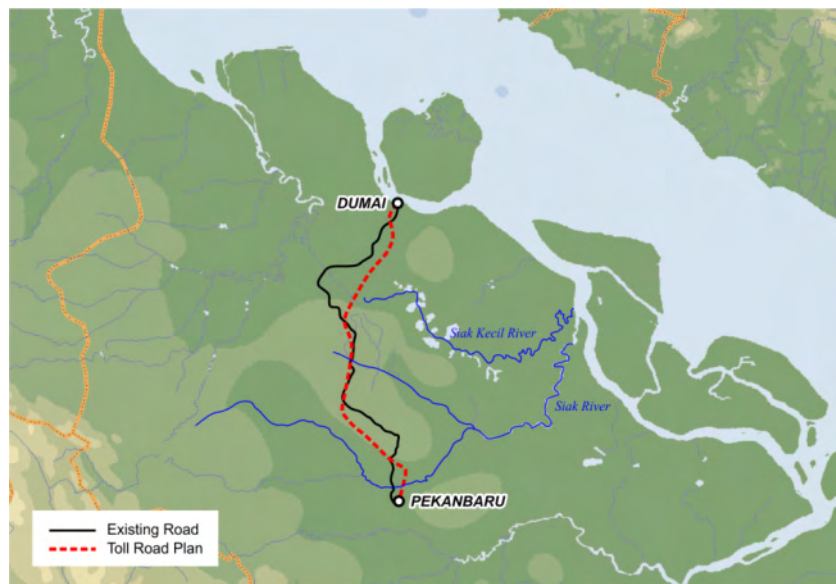 DUMAI
Siak Kecil River
Siak River
PEKANBARU
Existing Road
Toll Road Plan